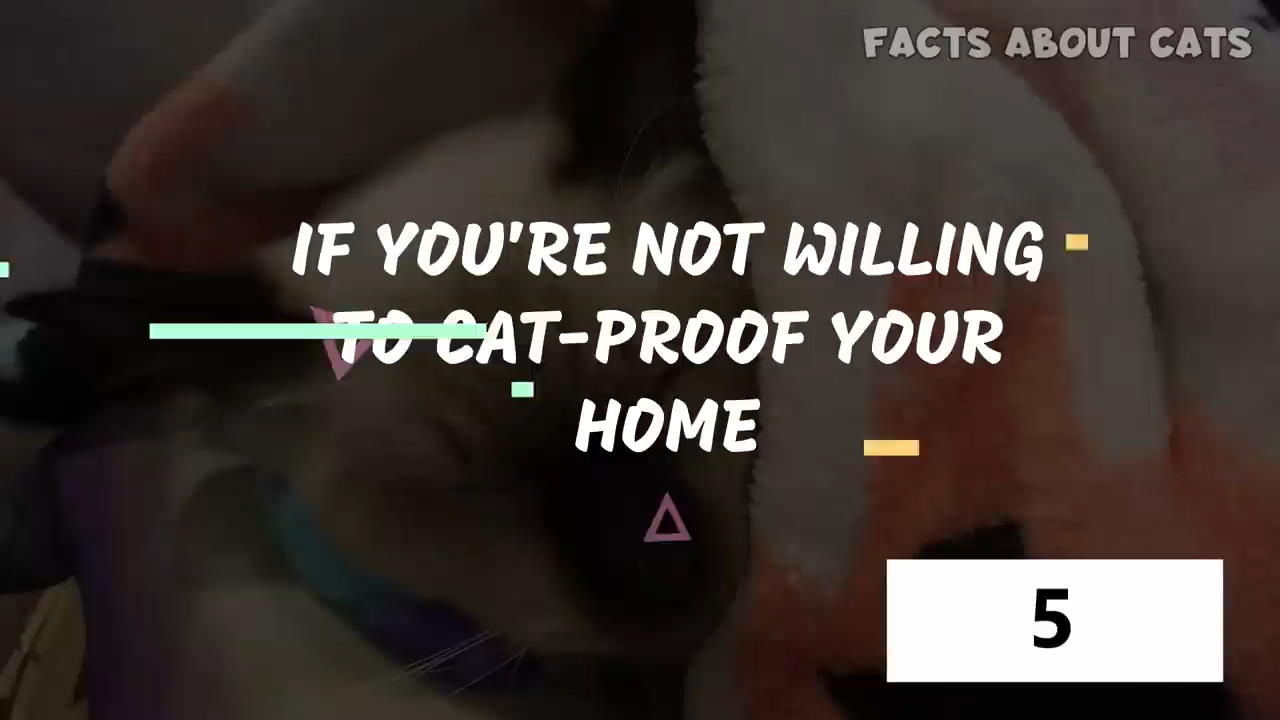 FACTS ABOUT CATS
IF YOU'RE NOT WILLING
TO CAT-PROOF YOUR
HOME
5